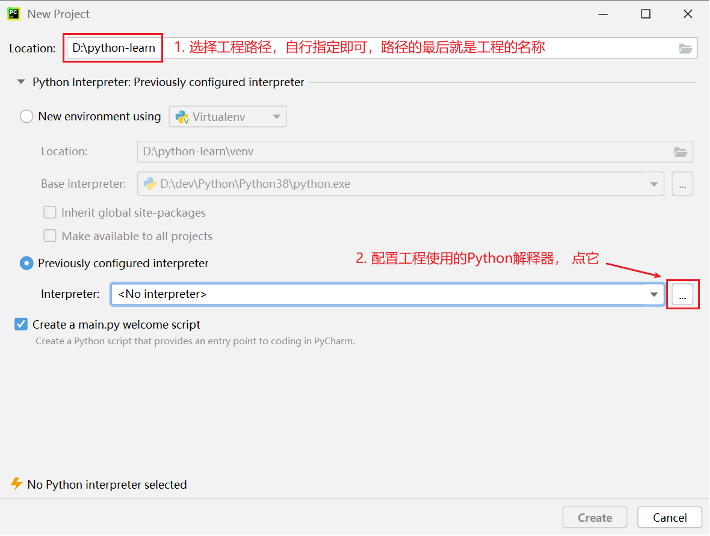 PC New Project
Location: D:\python-learn 1. 选择工程路径，自行指定即可，路径的最后就是工程的名称
Python Interpreter: Previously configured interpreter
New environment using Virtualenv
Location: D:\python-learn\venv
Base interpreter: D:\dev\Python\Python38\python.exe ...
Inherit global site-packages
Make available to all projects
2. 配置工程使用的Python解释器， 点它
Previously configured interpreter
Interpreter: <No interpreter> ...
Create a main.py welcome script
Create a Python script that provides an entry point to coding in PyCharm.
No Python interpreter selected
Create Cancel